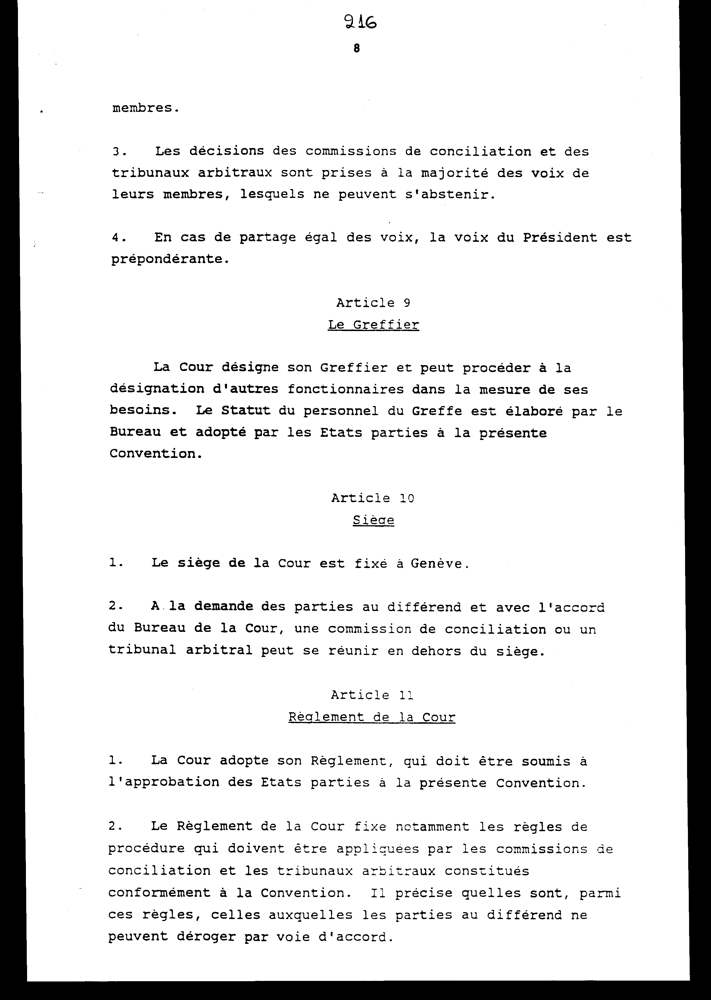 216
8
membres.
3. Les décisions des commissions de conciliation et des
tribunaux arbitraux sont prises à la majorité des voix de
leurs membres, lesquels ne peuvent s'abstenir.
4. En cas de partage égal des voix, la voix du Président est
prépondérante.
Article 9
Le Greffier
La Cour désigne son Greffier et peut procéder à la
désignation d'autres fonctionnaires dans la mesure de ses
besoins. Le Statut du personnel du Greffe est élaboré par le
Bureau et adopté par les Etats parties à la présente
Convention.
Article 10
Siège
1. Le siège de la Cour est fixé à Genève.
2. A la demande des parties au différend et avec l'accord
du Bureau de la Cour, une commission de conciliation ou un
tribunal arbitral peut se réunir en dehors du siège.
Article 11
Règlement de la Cour
1. La Cour adopte son Règlement, qui doit être soumis à
l'approbation des Etats parties à la présente Convention.
2. Le Règlement de la Cour fixe notamment les règles de
procédure qui doivent être appliquées par les commissions de
conciliation et les tribunaux arbitraux constitués
conformément à la Convention. Il précise quelles sont, parmi
ces règles, celles auxquelles les parties au différend ne
peuvent déroger par voie d'accord.